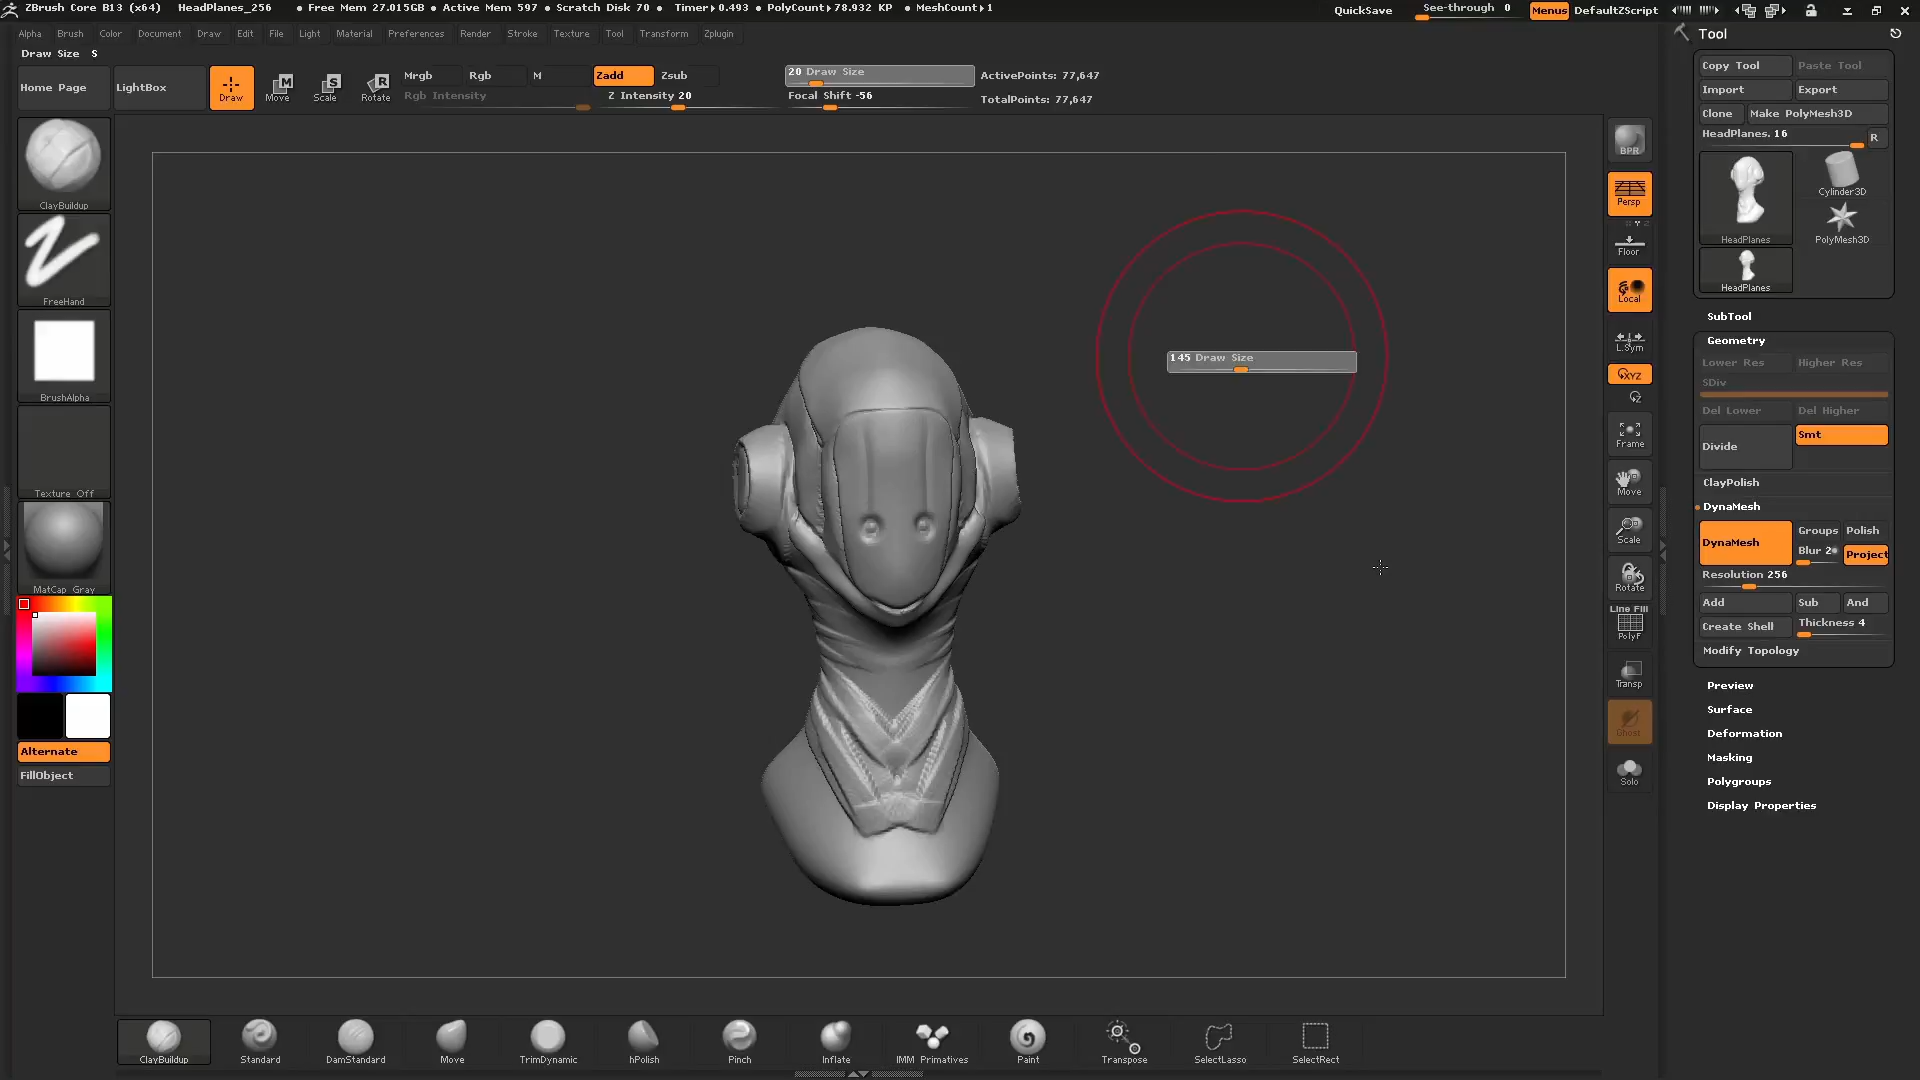 ZBrush Core B13 (x64) HeadPlanes_256 • Free Mem 27.015GB • Active Mem 597 • Scratch Disk 70 • Timer▸0.493 • PolyCount▸78.932 KP • MeshCount▸1 QuickSave See-through 0 Menus DefaultZScript
Alpha Brush Color Document Draw Edit File Light Layer Material Preferences Render Stroke Texture Tool Transform Zplugin
Draw Size S
Home Page
LightBox
Draw
Move
Scale
Rotate
M
S
R
Mrgb Rgb M Zadd Zsub
Rgb Intensity Z Intensity 20
20 Draw Size
Focal Shift -56
ActivePoints: 77,647
TotalPoints: 77,647
ClayBuildup
FreeHand
BrushAlpha
Texture Off
MatCap Gray
Alternate
FillObject
145 Draw Size
BPR
Persp
Floor
Local
L.Sym
XYZ
Z
Frame
Move
Scale
Rotate
Line Fill
PolyF
Transp
Ghost
Solo
Tool
Copy Tool Paste Tool
Import Export
Clone Make PolyMesh3D
HeadPlanes. 16 R
HeadPlanes
Cylinder3D
PolyMesh3D
HeadPlanes
SubTool
Geometry
Lower Res Higher Res
SDiv
Del Lower Del Higher
Divide Smt
ClayPolish
DynaMesh
DynaMesh Groups Polish
Blur 2 Project
Resolution 256
Add Sub And
Create Shell Thickness 4
Modify Topology
Preview
Surface
Deformation
Masking
Polygroups
Display Properties
ClayBuildup Standard DamStandard Move TrimDynamic hPolish Pinch Inflate IMM Primitives Paint Transpose SelectLasso SelectRect